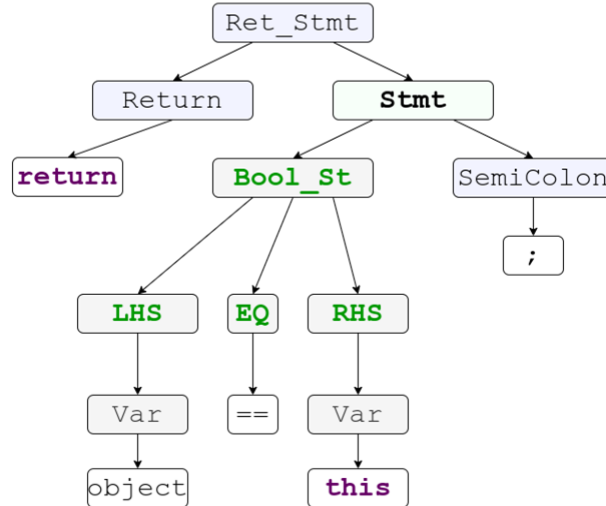 Ret_Stmt
Return
Stmt
return
Bool_St
SemiColon
;
LHS
EQ
RHS
Var
==
Var
object
this